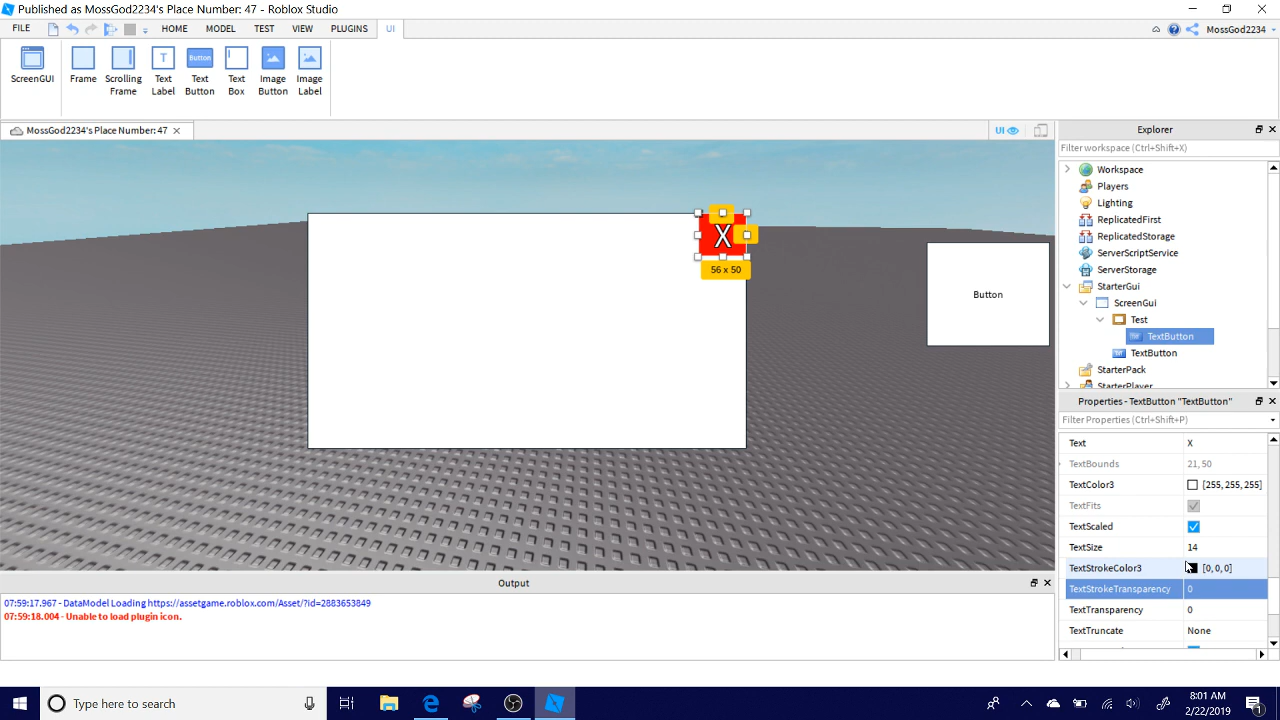 Published as MossGod2234's Place Number: 47 - Roblox Studio
FILE HOME MODEL TEST VIEW PLUGINS UI MossGod2234
ScreenGUI Frame Scrolling Frame T Text Label Button Text Button Text Box Image Button Image Label
MossGod2234's Place Number: 47 UI
X
56 x 50
Button
Explorer
Filter workspace (Ctrl+Shift+X)
Workspace
Players
Lighting
ReplicatedFirst
ReplicatedStorage
ServerScriptService
ServerStorage
StarterGui
ScreenGui
Test
TextButton
TextButton
StarterPack
StarterPlayer
Properties - TextButton "TextButton"
Filter Properties (Ctrl+Shift+P)
Text X
TextBounds 21, 50
TextColor3 [255, 255, 255]
TextFits
TextScaled
TextSize 14
TextStrokeColor3 [0, 0, 0]
TextStrokeTransparency 0
TextTransparency 0
TextTruncate None
Output
07:59:17.967 - DataModel Loading https://assetgame.roblox.com/Asset/?id=2883653849
07:59:18.004 - Unable to load plugin icon.
Type here to search
8:01 AM
2/22/2019